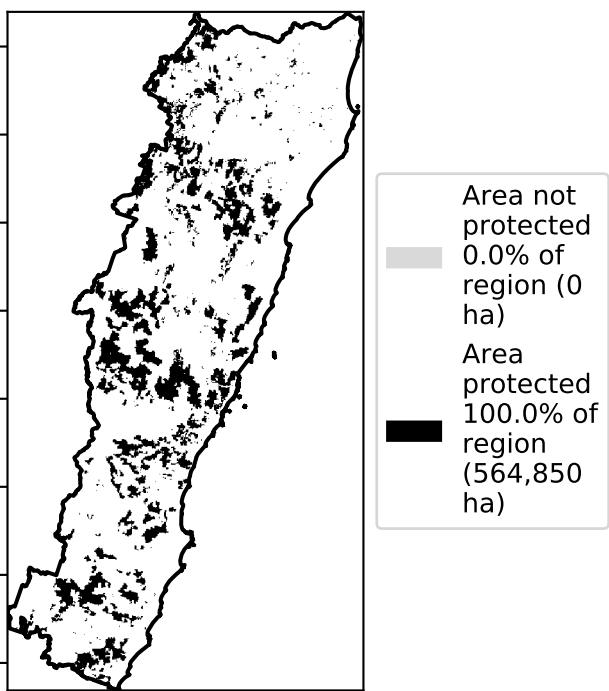 Area not
protected
0.0% of
region (0
ha)
Area
protected
100.0% of
region
(564,850
ha)